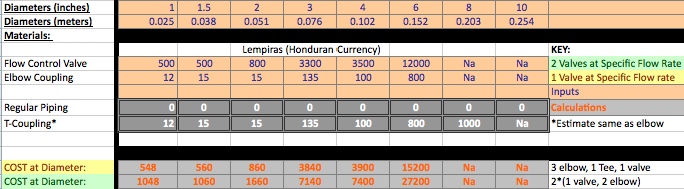 Diameters (inches) 1 1.5 2 3 4 6 8 10
Diameters (meters) 0.025 0.038 0.051 0.076 0.102 0.152 0.203 0.254
Materials:
Lempiras (Honduran Currency) KEY:
Flow Control Valve 500 500 800 3300 3500 12000 Na Na 2 Valves at Specific Flow Rate
Elbow Coupling 12 15 15 135 100 800 Na Na 1 Valve at Specific Flow rate
Inputs
Regular Piping 0 0 0 0 0 0 0 0 Calculations
T-Coupling* 12 15 15 135 100 800 1000 Na *Estimate same as elbow
COST at Diameter: 548 560 860 3840 3900 15200 Na Na 3 elbow, 1 Tee, 1 valve
COST at Diameter: 1048 1060 1660 7140 7400 27200 Na Na 2*(1 valve, 2 elbow)